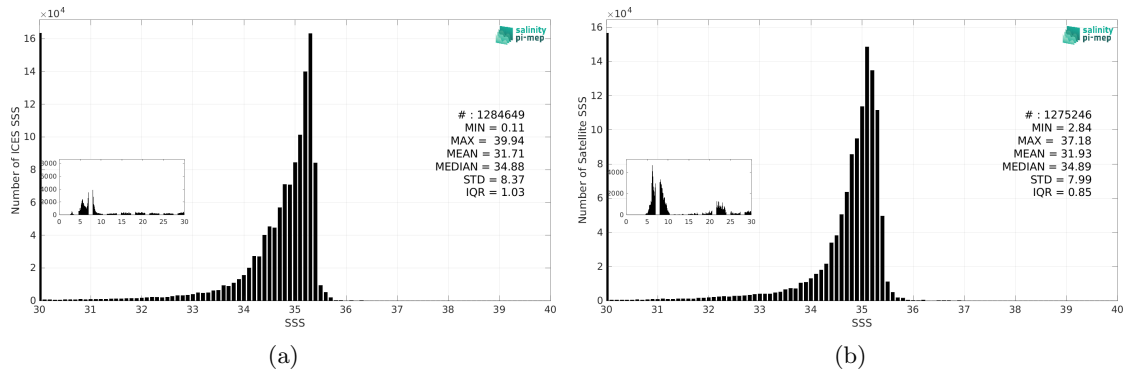 ×10⁴
16
14
12
10
8
6
4
2
0
Number of ICES SSS
30 31 32 33 34 35 36 37 38 39 40
SSS
salinity
pi-mep
# : 1284649
MIN = 0.11
MAX = 39.94
MEAN = 31.71
MEDIAN = 34.88
STD = 8.37
IQR = 1.03
8000
6000
4000
2000
0
0 5 10 15 20 25 30
(a)
×10⁴
16
14
12
10
8
6
4
2
0
Number of Satellite SSS
30 31 32 33 34 35 36 37 38 39 40
SSS
salinity
pi-mep
# : 1275246
MIN = 2.84
MAX = 37.18
MEAN = 31.93
MEDIAN = 34.89
STD = 7.99
IQR = 0.85
4000
2000
0
0 5 10 15 20 25 30
(b)